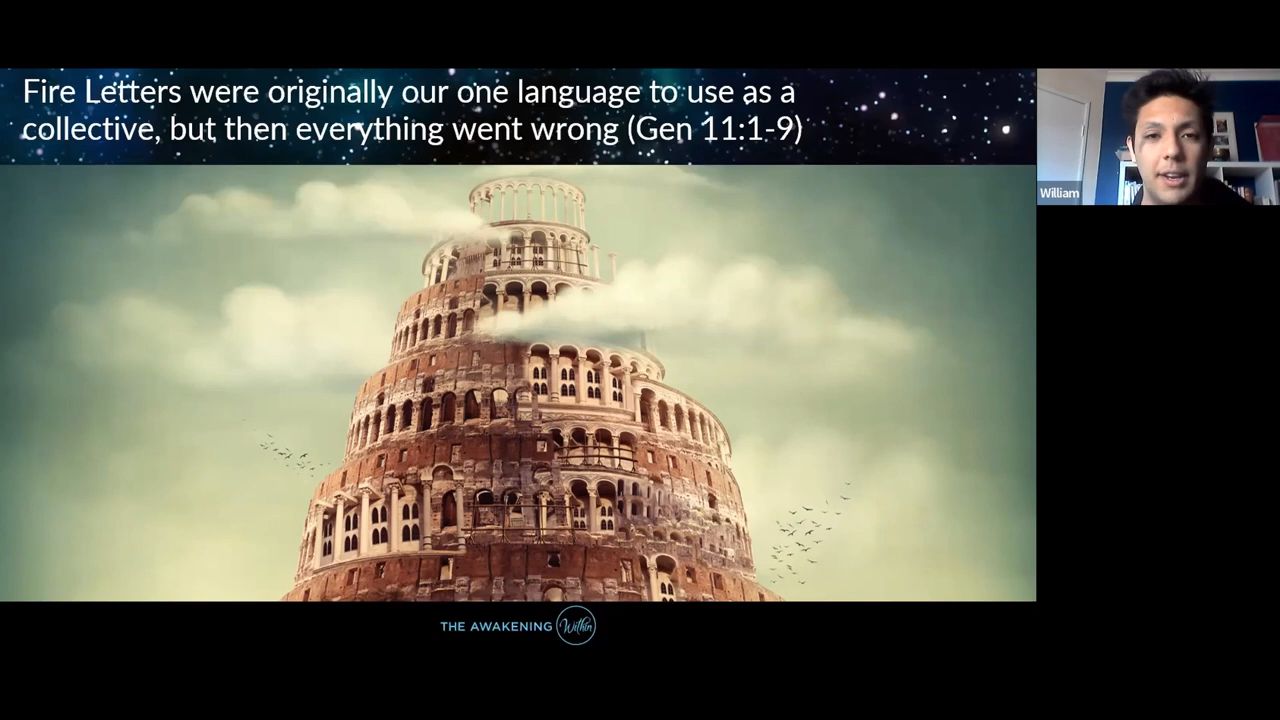 Fire Letters were originally our one language to use as a
collective, but then everything went wrong (Gen 11:1-9)
William
THE AWAKENING Within